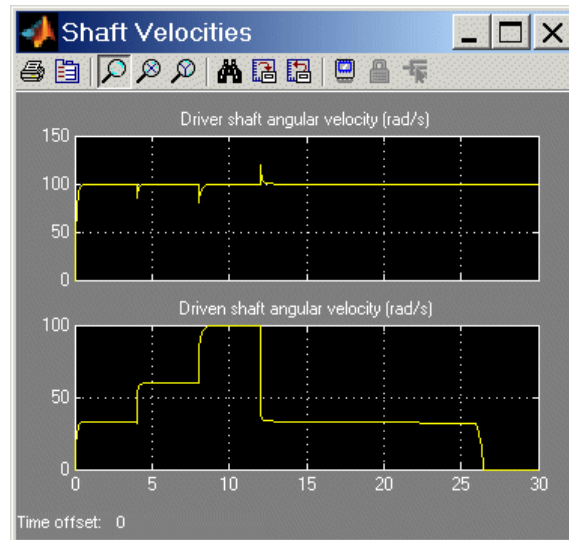 Shaft Velocities
Driver shaft angular velocity (rad/s)
150
100
50
0
Driven shaft angular velocity (rad/s)
100
50
0
0 5 10 15 20 25 30
Time offset: 0